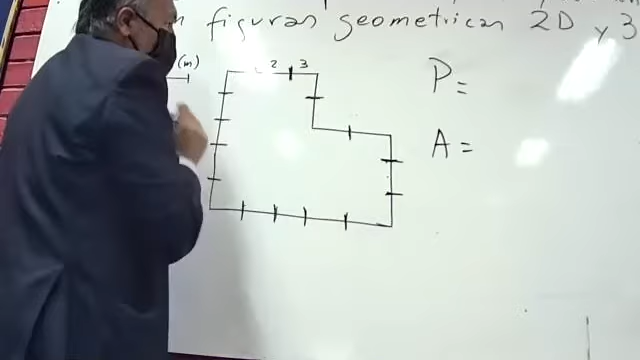 figuras geometricas 2D y 3
(m)
2 3
P =
A =